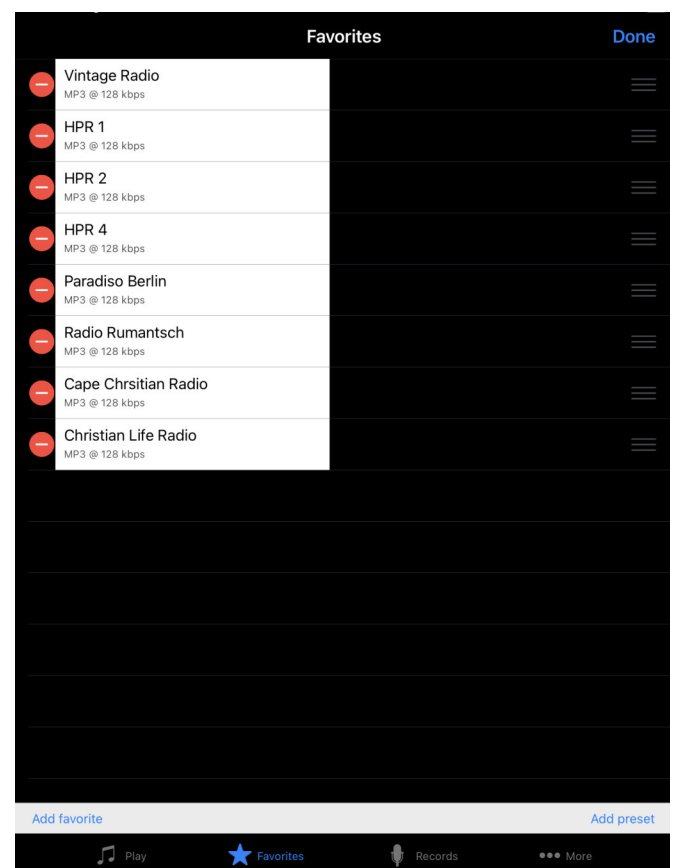 Favorites
Done
Vintage Radio
MP3 @ 128 kbps
HPR 1
MP3 @ 128 kbps
HPR 2
MP3 @ 128 kbps
HPR 4
MP3 @ 128 kbps
Paradiso Berlin
MP3 @ 128 kbps
Radio Rumantsch
MP3 @ 128 kbps
Cape Chrsitian Radio
MP3 @ 128 kbps
Christian Life Radio
MP3 @ 128 kbps
Add favorite
Add preset
Play
Favorites
Records
More